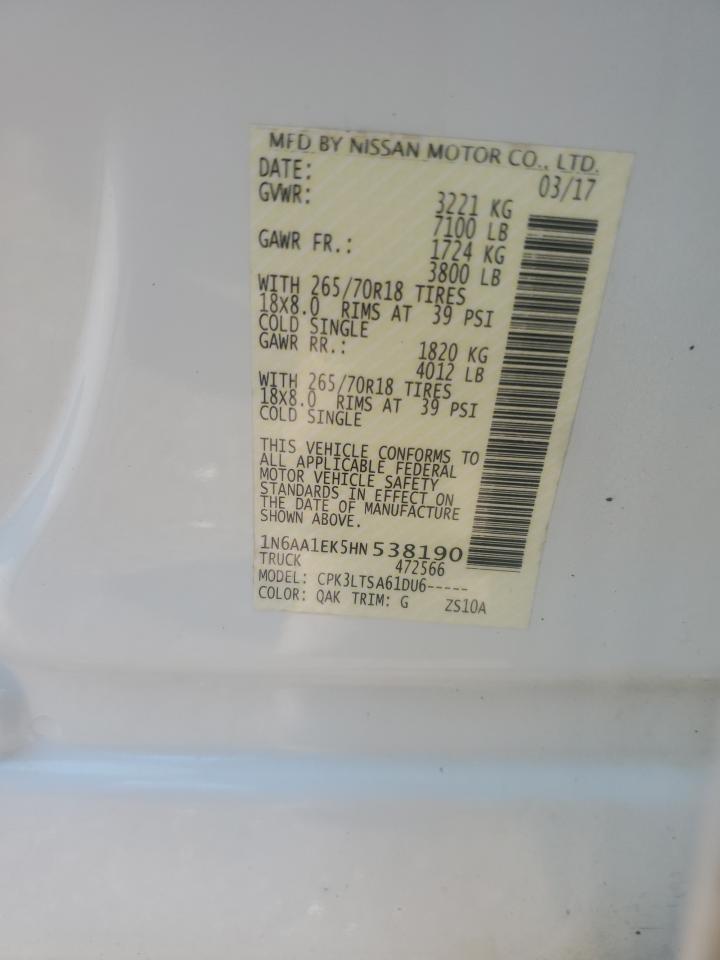 MFD BY NISSAN MOTOR CO., LTD.
DATE: 03/17
GVWR: 3221 KG
7100 LB
GAWR FR.: 1724 KG
3800 LB
WITH 265/70R18 TIRES
18X8.0 RIMS AT 39 PSI
COLD SINGLE
GAWR RR.: 1820 KG
4012 LB
WITH 265/70R18 TIRES
18X8.0 RIMS AT 39 PSI
COLD SINGLE
THIS VEHICLE CONFORMS TO
ALL APPLICABLE FEDERAL
MOTOR VEHICLE SAFETY
STANDARDS IN EFFECT ON
THE DATE OF MANUFACTURE
SHOWN ABOVE.
1N6AA1EK5HN538190
TRUCK 472566
MODEL: CPK3LTSA61DU6-----
COLOR: QAK TRIM: G ZS10A